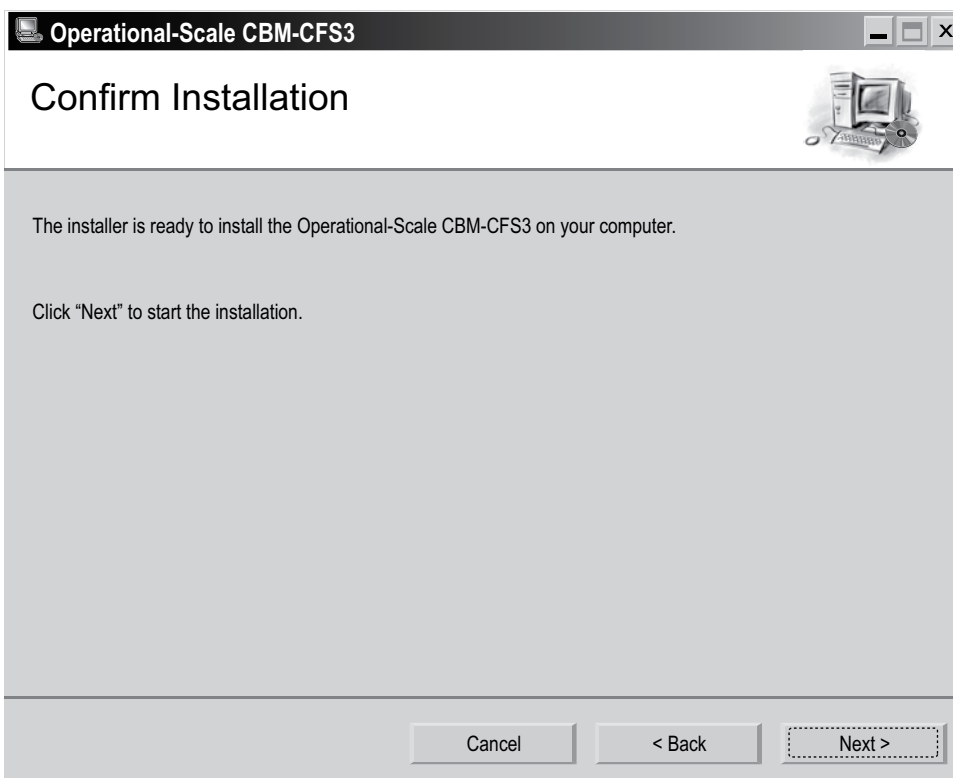 Operational-Scale CBM-CFS3
Confirm Installation
The installer is ready to install the Operational-Scale CBM-CFS3 on your computer.
Click “Next” to start the installation.
Cancel
< Back
Next >